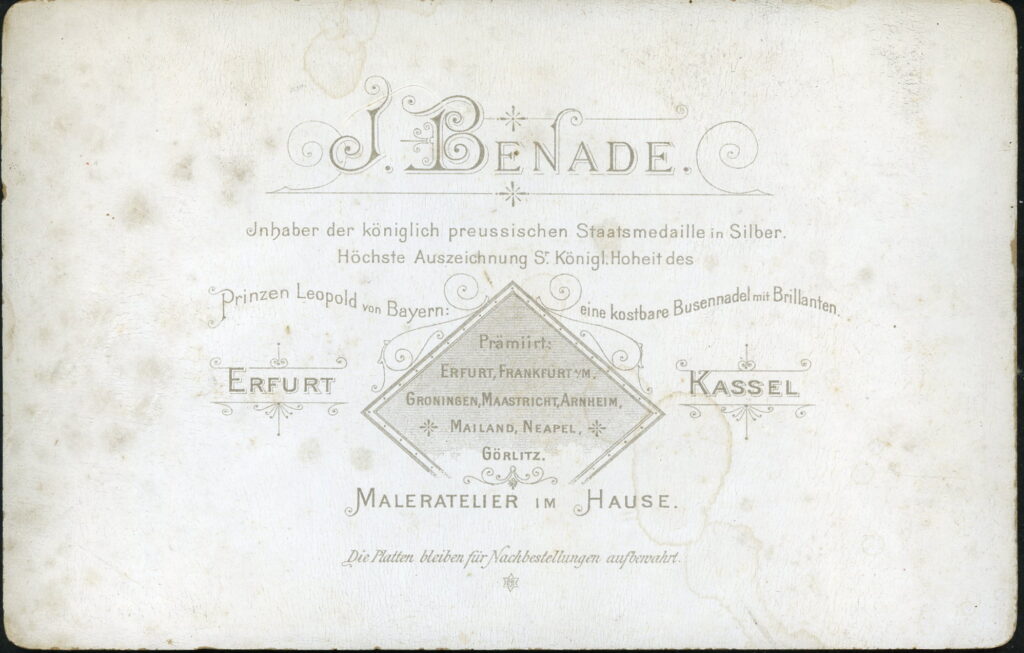 J. BENADE.
Inhaber der königlich preussischen Staatsmedaille in Silber.
Höchste Auszeichnung Sr. Königl. Hoheit des
Prinzen Leopold von Bayern: eine kostbare Busennadel mit Brillanten.
ERFURT
KASSEL
Prämiirt:
ERFURT, FRANKFURT a/M.,
GRONINGEN, MAASTRICHT, ARNHEIM,
MAILAND, NEAPEL,
GÖRLITZ.
MALERATELIER IM HAUSE.
Die Platten bleiben für Nachbestellungen aufbewahrt.